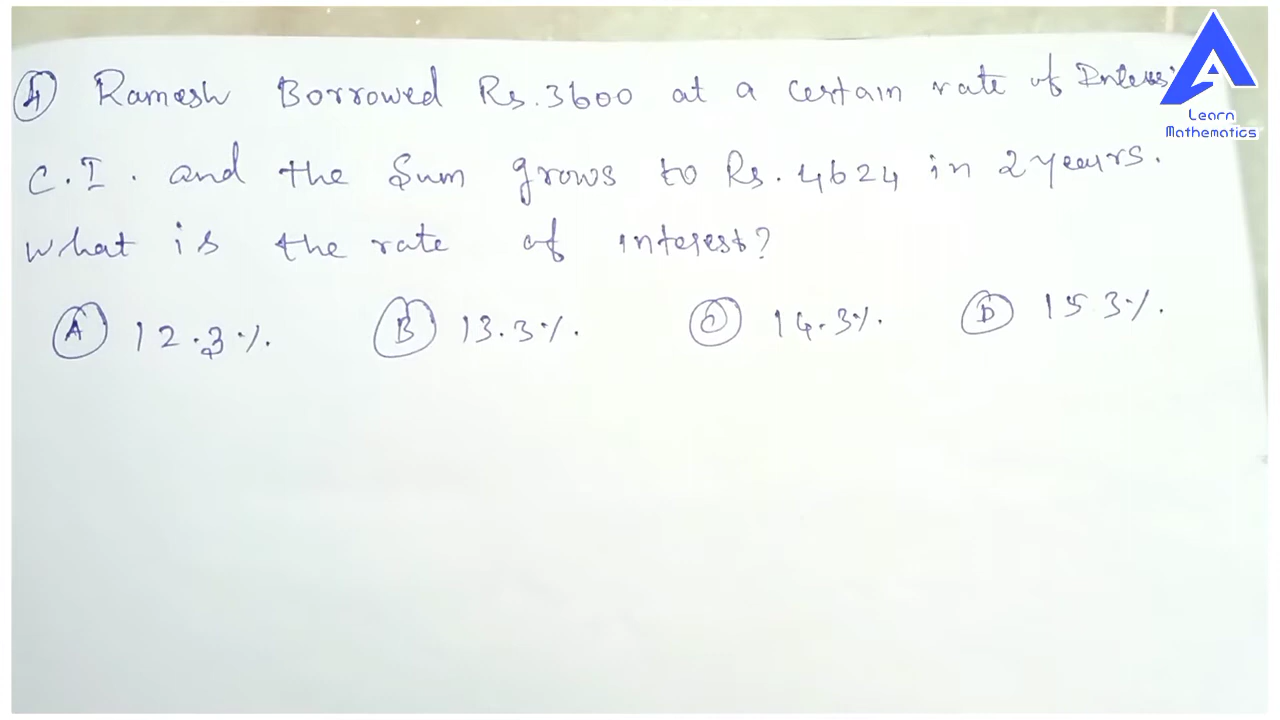 4 Ramesh Borrowed Rs. 3600 at a certain rate of
C.I. and the Sum grows to Rs. 4624 in 2 years.
What is the rate of interest?
A 12.3%. B 13.3%. C 14.3%. D 15.3%.
A
Learn
Mathematics